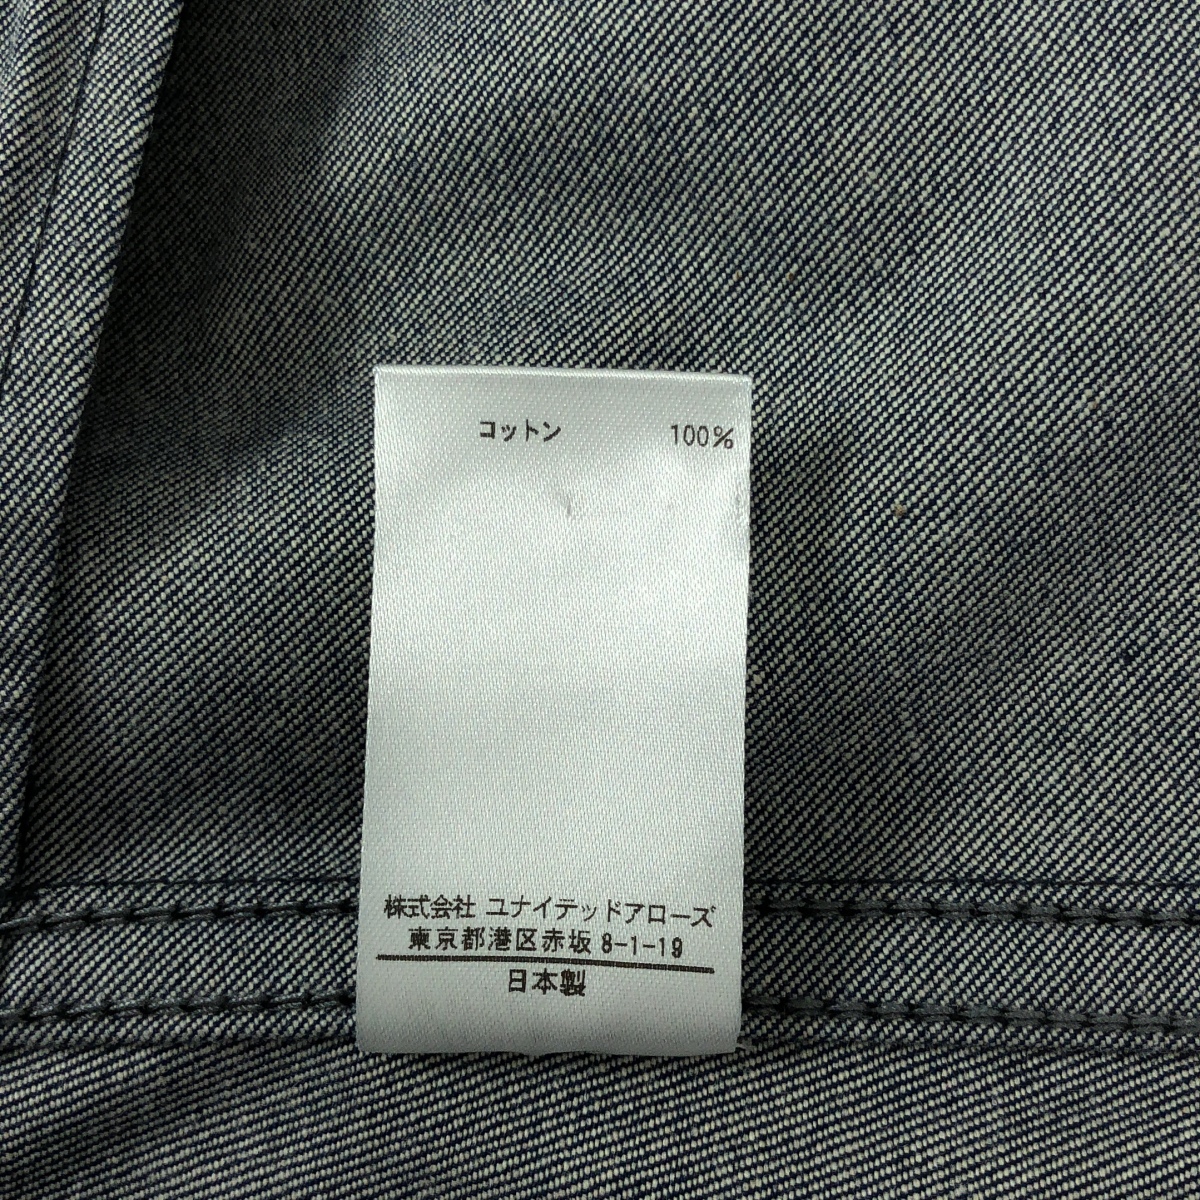 コットン 100%
株式会社 ユナイテッドアローズ
東京都港区赤坂 8-1-19
日本製